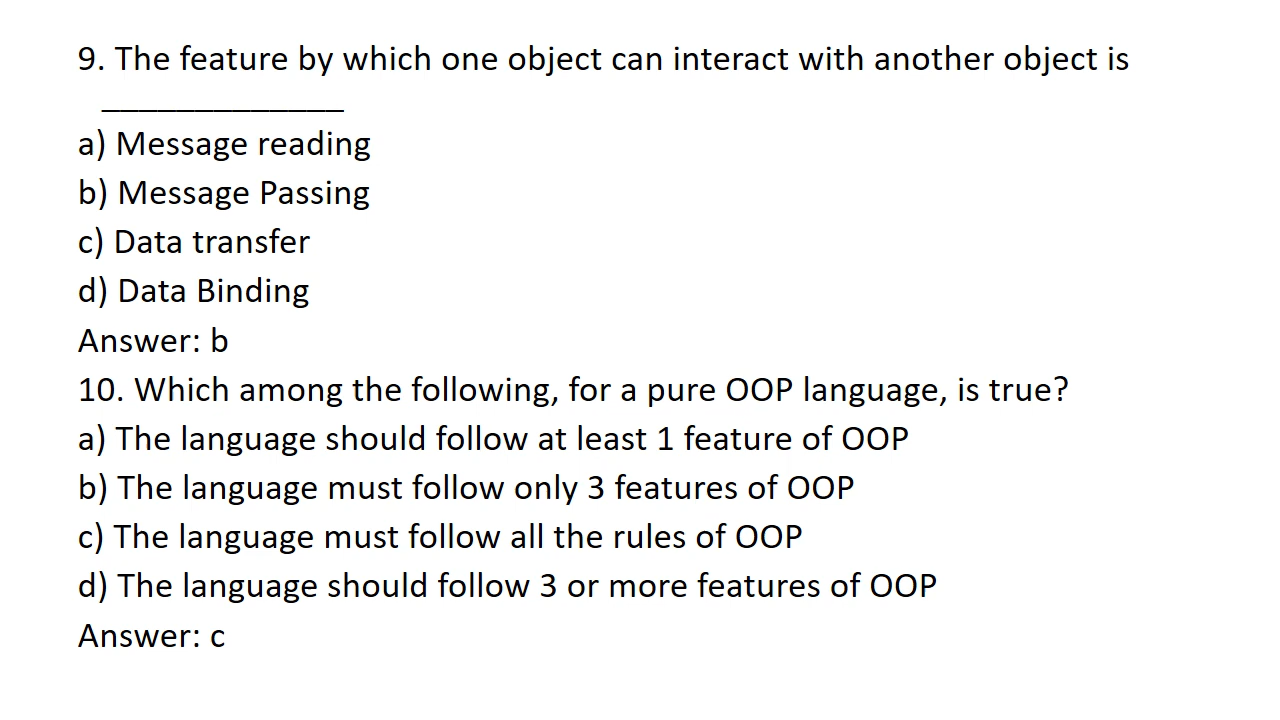 9. The feature by which one object can interact with another object is
_____________
a) Message reading
b) Message Passing
c) Data transfer
d) Data Binding
Answer: b
10. Which among the following, for a pure OOP language, is true?
a) The language should follow at least 1 feature of OOP
b) The language must follow only 3 features of OOP
c) The language must follow all the rules of OOP
d) The language should follow 3 or more features of OOP
Answer: c